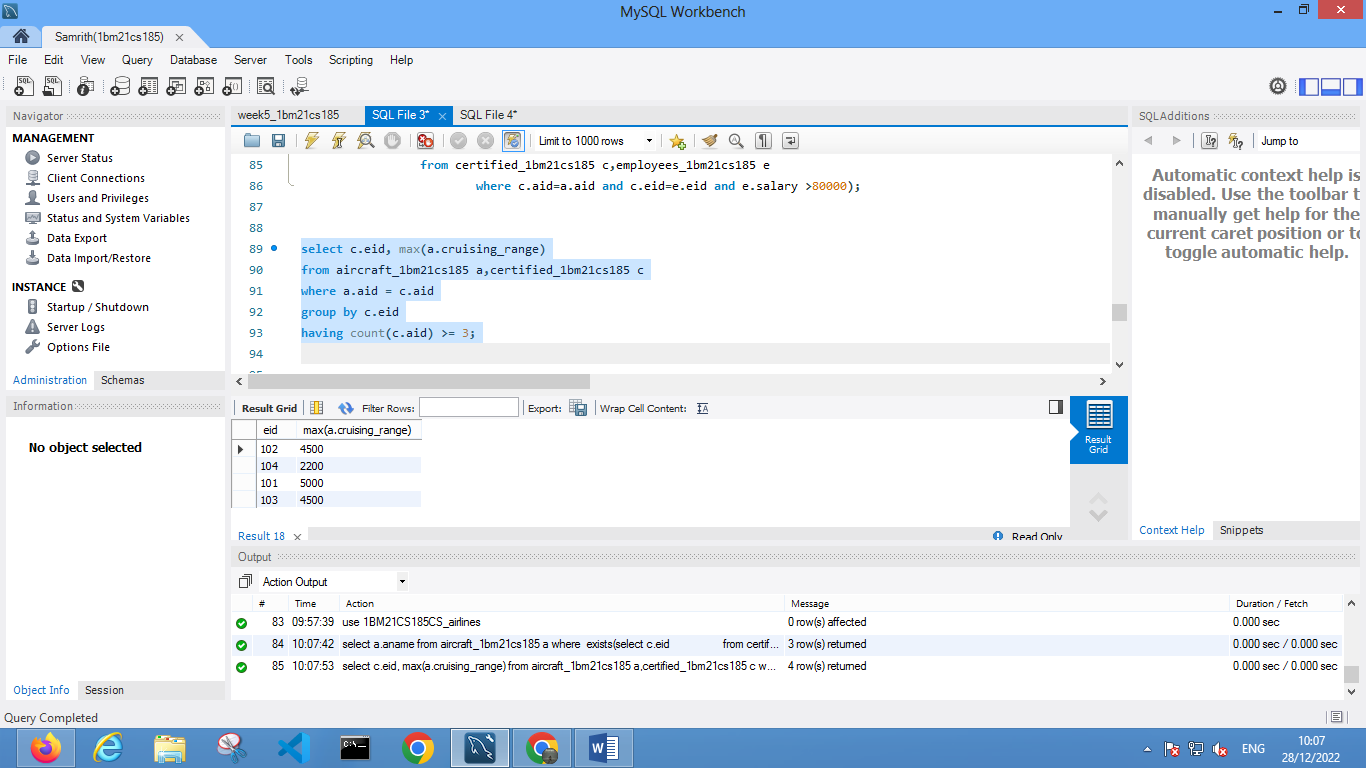 MySQL Workbench
Samrith(1bm21cs185)
File Edit View Query Database Server Tools Scripting Help
Navigator
MANAGEMENT
Server Status
Client Connections
Users and Privileges
Status and System Variables
Data Export
Data Import/Restore
INSTANCE
Startup / Shutdown
Server Logs
Options File
Administration Schemas
Information
No object selected
Object Info Session
week5_1bm21cs185 SQL File 3* SQL File 4*
Limit to 1000 rows
85 from certified_1bm21cs185 c,employees_1bm21cs185 e
86 where c.aid=a.aid and c.eid=e.eid and e.salary >80000);
87
88
89 select c.eid, max(a.cruising_range)
90 from aircraft_1bm21cs185 a,certified_1bm21cs185 c
91 where a.aid = c.aid
92 group by c.eid
93 having count(c.aid) >= 3;
94
Result Grid Filter Rows: Export: Wrap Cell Content:
eid max(a.cruising_range)
102 4500
104 2200
101 5000
103 4500
Result
Grid
Result 18 Read Only
SQLAdditions
Jump to
Automatic context help is
disabled. Use the toolbar t
manually get help for the
current caret position or to
toggle automatic help.
Context Help Snippets
Output
Action Output
# Time Action Message Duration / Fetch
83 09:57:39 use 1BM21CS185CS_airlines 0 row(s) affected 0.000 sec
84 10:07:42 select a.aname from aircraft_1bm21cs185 a where exists(select c.eid from certif... 3 row(s) returned 0.000 sec / 0.000 sec
85 10:07:53 select c.eid, max(a.cruising_range) from aircraft_1bm21cs185 a,certified_1bm21cs185 c w... 4 row(s) returned 0.000 sec / 0.000 sec
Query Completed
ENG
10:07
28/12/2022